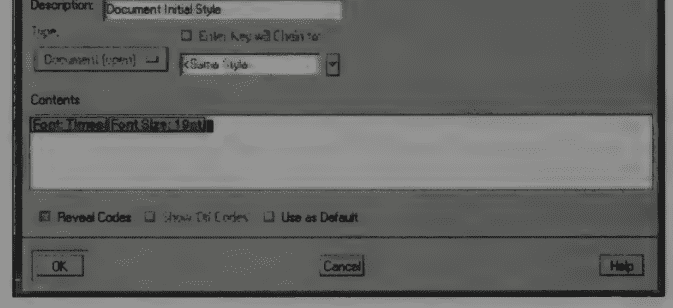 Description: Document Initial Style
Type: Enter Key will Chain to:
Document (open) <Same Style
Contents
Font: Times Font Size: 19pt
Reveal Codes Show Off Codes Use as Default
OK Cancel Help